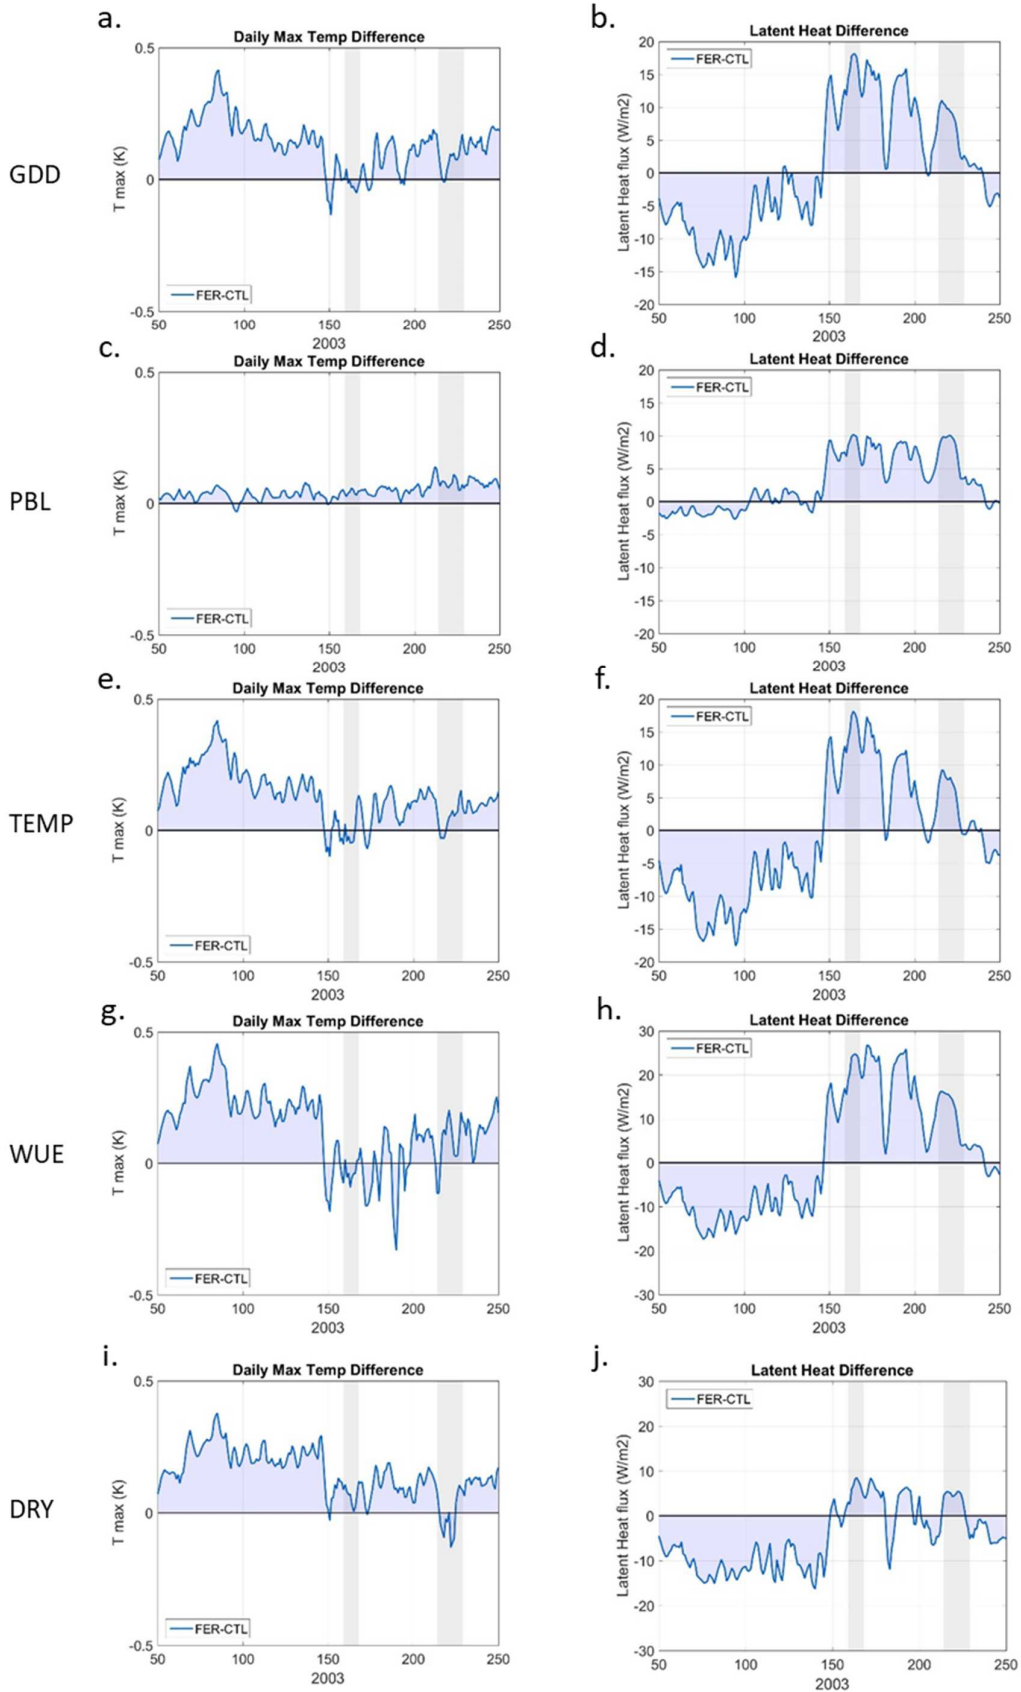 a.
Daily Max Temp Difference
0.5
0
-0.5
T max (K)
FER-CTL
50 100 150 200 250
2003
b.
Latent Heat Difference
20
15
10
5
0
-5
-10
-15
-20
Latent Heat flux (W/m2)
FER-CTL
50 100 150 200 250
2003
GDD
c.
Daily Max Temp Difference
0.5
0
-0.5
T max (K)
FER-CTL
50 100 150 200 250
2003
d.
Latent Heat Difference
20
15
10
5
0
-5
-10
-15
-20
Latent Heat flux (W/m2)
FER-CTL
50 100 150 200 250
2003
PBL
e.
Daily Max Temp Difference
0.5
0
-0.5
T max (K)
FER-CTL
50 100 150 200 250
2003
f.
Latent Heat Difference
20
15
10
5
0
-5
-10
-15
-20
Latent Heat flux (W/m2)
FER-CTL
50 100 150 200 250
2003
TEMP
g.
Daily Max Temp Difference
0.5
0
-0.5
T max (K)
FER-CTL
50 100 150 200 250
2003
h.
Latent Heat Difference
30
20
10
0
-10
-20
-30
Latent Heat flux (W/m2)
FER-CTL
50 100 150 200 250
2003
WUE
i.
Daily Max Temp Difference
0.5
0
-0.5
T max (K)
FER-CTL
50 100 150 200 250
2003
j.
Latent Heat Difference
30
20
10
0
-10
-20
-30
Latent Heat flux (W/m2)
FER-CTL
50 100 150 200 250
2003
DRY